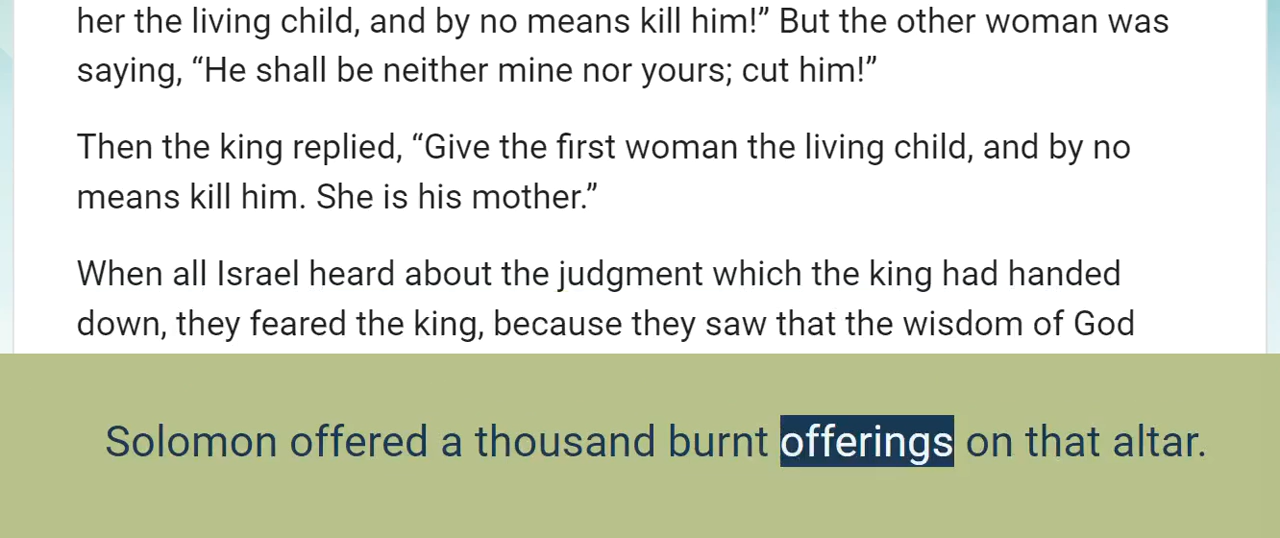 her the living child, and by no means kill him!” But the other woman was
saying, “He shall be neither mine nor yours; cut him!”
Then the king replied, “Give the first woman the living child, and by no
means kill him. She is his mother.”
When all Israel heard about the judgment which the king had handed
down, they feared the king, because they saw that the wisdom of God
Solomon offered a thousand burnt offerings on that altar.